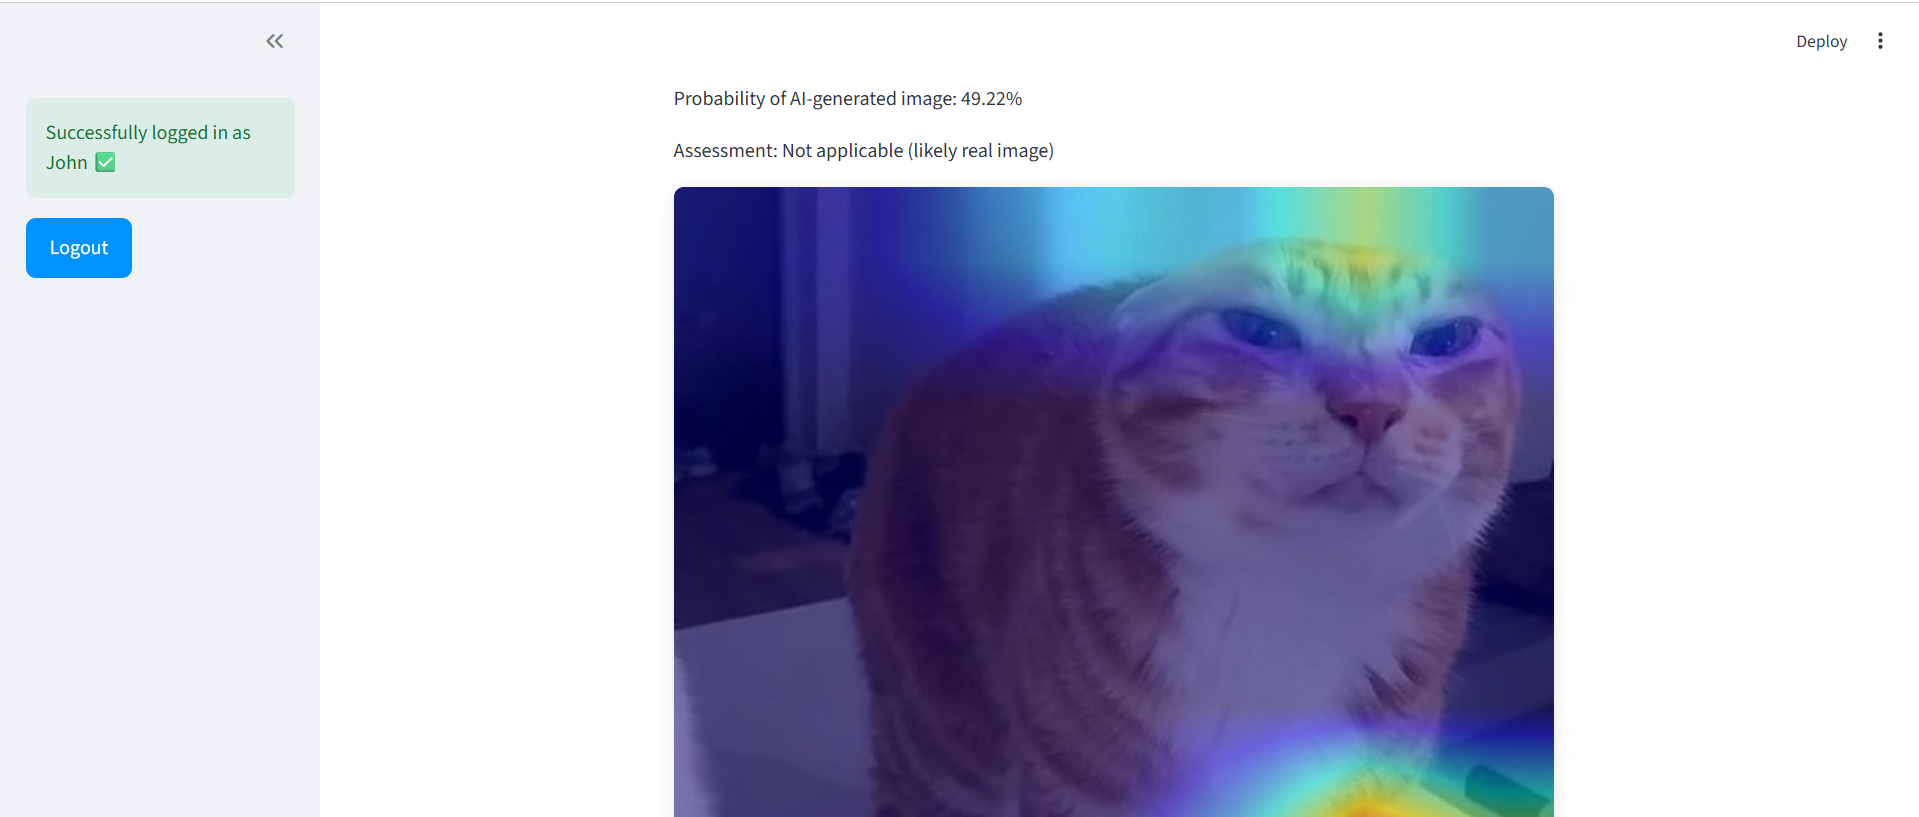 Deploy
Successfully logged in as
John ✅
Logout
Probability of AI-generated image: 49.22%
Assessment: Not applicable (likely real image)